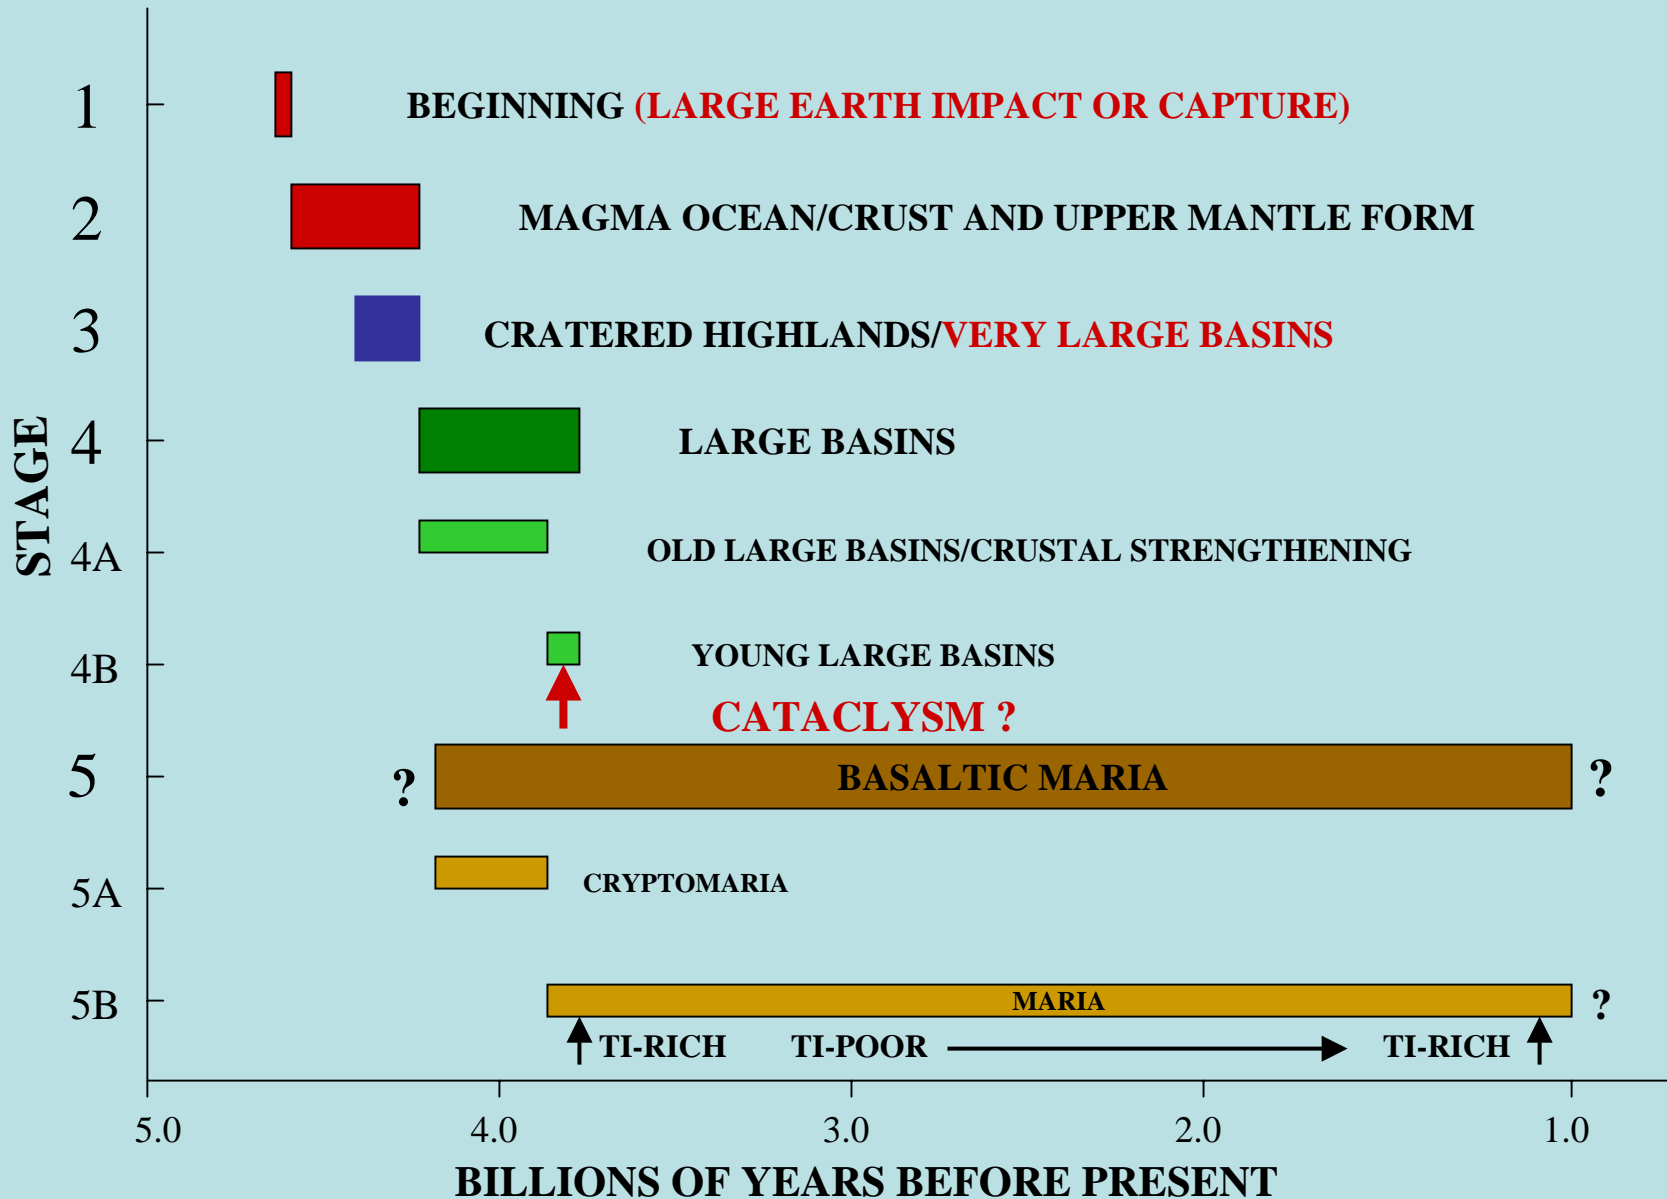 1 BEGINNING (LARGE EARTH IMPACT OR CAPTURE)
2 MAGMA OCEAN/CRUST AND UPPER MANTLE FORM
3 CRATERED HIGHLANDS/VERY LARGE BASINS
STAGE
4 LARGE BASINS
4A OLD LARGE BASINS/CRUSTAL STRENGTHENING
4B YOUNG LARGE BASINS
CATACLYSM ?
5 ? BASALTIC MARIA ?
5A CRYPTOMARIA
5B MARIA ?
TI-RICH TI-POOR TI-RICH
5.0 4.0 3.0 2.0 1.0
BILLIONS OF YEARS BEFORE PRESENT